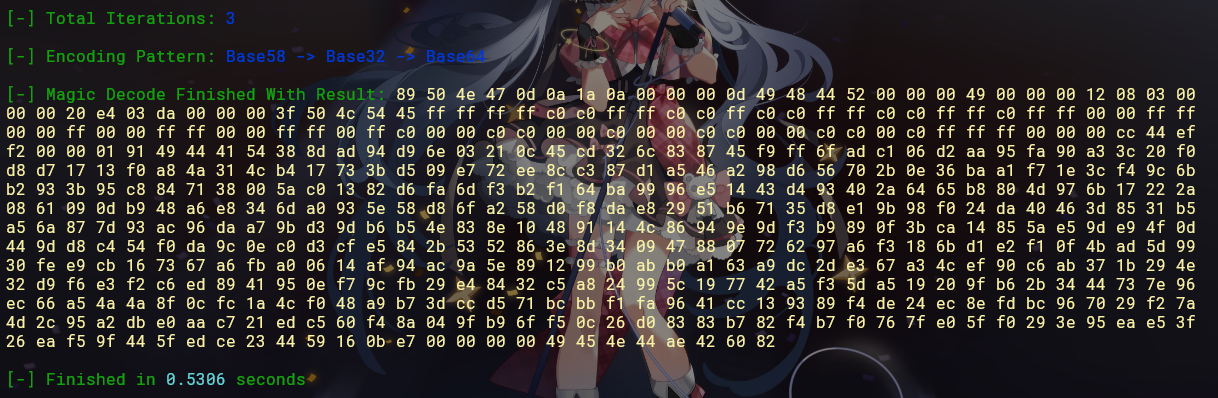 [-] Total Iterations: 3
[-] Encoding Pattern: Base58 -> Base32 -> Base64
[-] Magic Decode Finished With Result: 89 50 4e 47 0d 0a 1a 0a 00 00 00 0d 49 48 44 52 00 00 00 49 00 00 00 12 08 03 00
00 00 20 e4 03 da 00 00 00 3f 50 4c 54 45 ff ff ff ff c0 c0 ff ff c0 c0 ff c0 c0 ff ff c0 c0 ff ff c0 ff ff 00 00 ff ff
00 00 ff 00 00 ff ff 00 00 ff ff 00 ff c0 00 c0 c0 00 c0 00 00 c0 00 c0 c0 00 c0 c0 00 c0 ff ff ff 00 00 00 cc 44 ef
f2 00 00 01 91 49 44 41 54 38 8d ad 94 d9 6e 03 21 0c 45 cd 32 6c 83 87 45 f9 ff 6f ad c1 06 d2 aa 95 fa 90 a3 3c 20 f0
d8 d7 17 13 f0 a8 4a 31 4c b4 17 73 3b d5 09 e7 72 ee 8c c3 87 d1 a5 46 a2 98 d6 56 70 2b 0e 36 ba a1 f7 1e 3c f4 9c 6b
b2 93 3b 95 c8 84 71 38 00 5a c0 13 82 d6 fa 6d f3 b2 f1 64 ba 99 96 e5 14 43 d4 93 40 2a 64 65 b8 80 4d 97 6b 17 22 2a
08 61 09 0d b9 48 a6 e8 34 6d a0 93 5e 58 d8 6f a2 58 d0 f8 da c8 29 51 b6 71 35 d8 e1 9b 98 f0 24 da 40 46 3d 85 31 b5
a5 6a 87 7d 93 ac 96 da a7 9b d3 9d b6 b5 4e 83 8e 10 48 91 14 4c 86 94 9e 9d f3 b9 89 0f 3b ca 14 85 5a e5 9d e9 4f 0d
44 9d d8 c4 54 f0 da 9c 0e c0 d3 cf e5 84 2b 53 52 86 3e 8d 34 09 47 88 07 72 62 97 a6 f3 18 6b d1 e2 f1 0f 4b ad 5d 99
30 fe e9 cb 16 73 67 a6 fb a0 06 14 af 94 ac 9a 5e 89 12 99 b0 ab b0 a1 63 a9 dc 2d e3 67 a3 4c ef 90 c6 ab 37 1b 29 4e
32 d9 f6 e3 f2 c6 ed 89 41 95 0e f7 9c fb 29 e4 84 32 c5 a8 24 99 5c 19 77 42 a5 f3 5d a5 19 20 9f b6 2b 34 44 73 7e 96
ec 66 a5 4a 4a 8f 0c fc 1a 4c f0 48 a9 b7 3d cc d5 71 bb bb f1 fa 96 41 cc 13 93 89 f4 de 24 ec 8e fd bc 96 70 29 f2 7a
4d 2c 95 a2 db e0 aa c7 21 ed c5 60 f4 8a 04 9f b9 6f f5 0c 26 d0 83 83 b7 82 f4 b7 f0 76 7f e0 5f f0 29 3e 95 ea e5 3f
26 ea f5 9f 44 5f ed ce 23 44 59 16 0b e7 00 00 00 00 49 45 4e 44 ae 42 60 82
[-] Finished in 0.5306 seconds